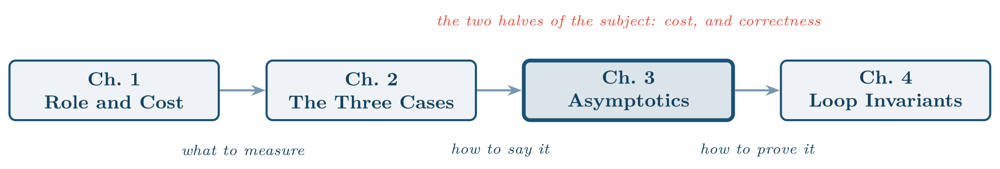 the two halves of the subject: cost, and correctness
Ch. 1
Role and Cost
Ch. 2
The Three Cases
Ch. 3
Asymptotics
Ch. 4
Loop Invariants
what to measure
how to say it
how to prove it